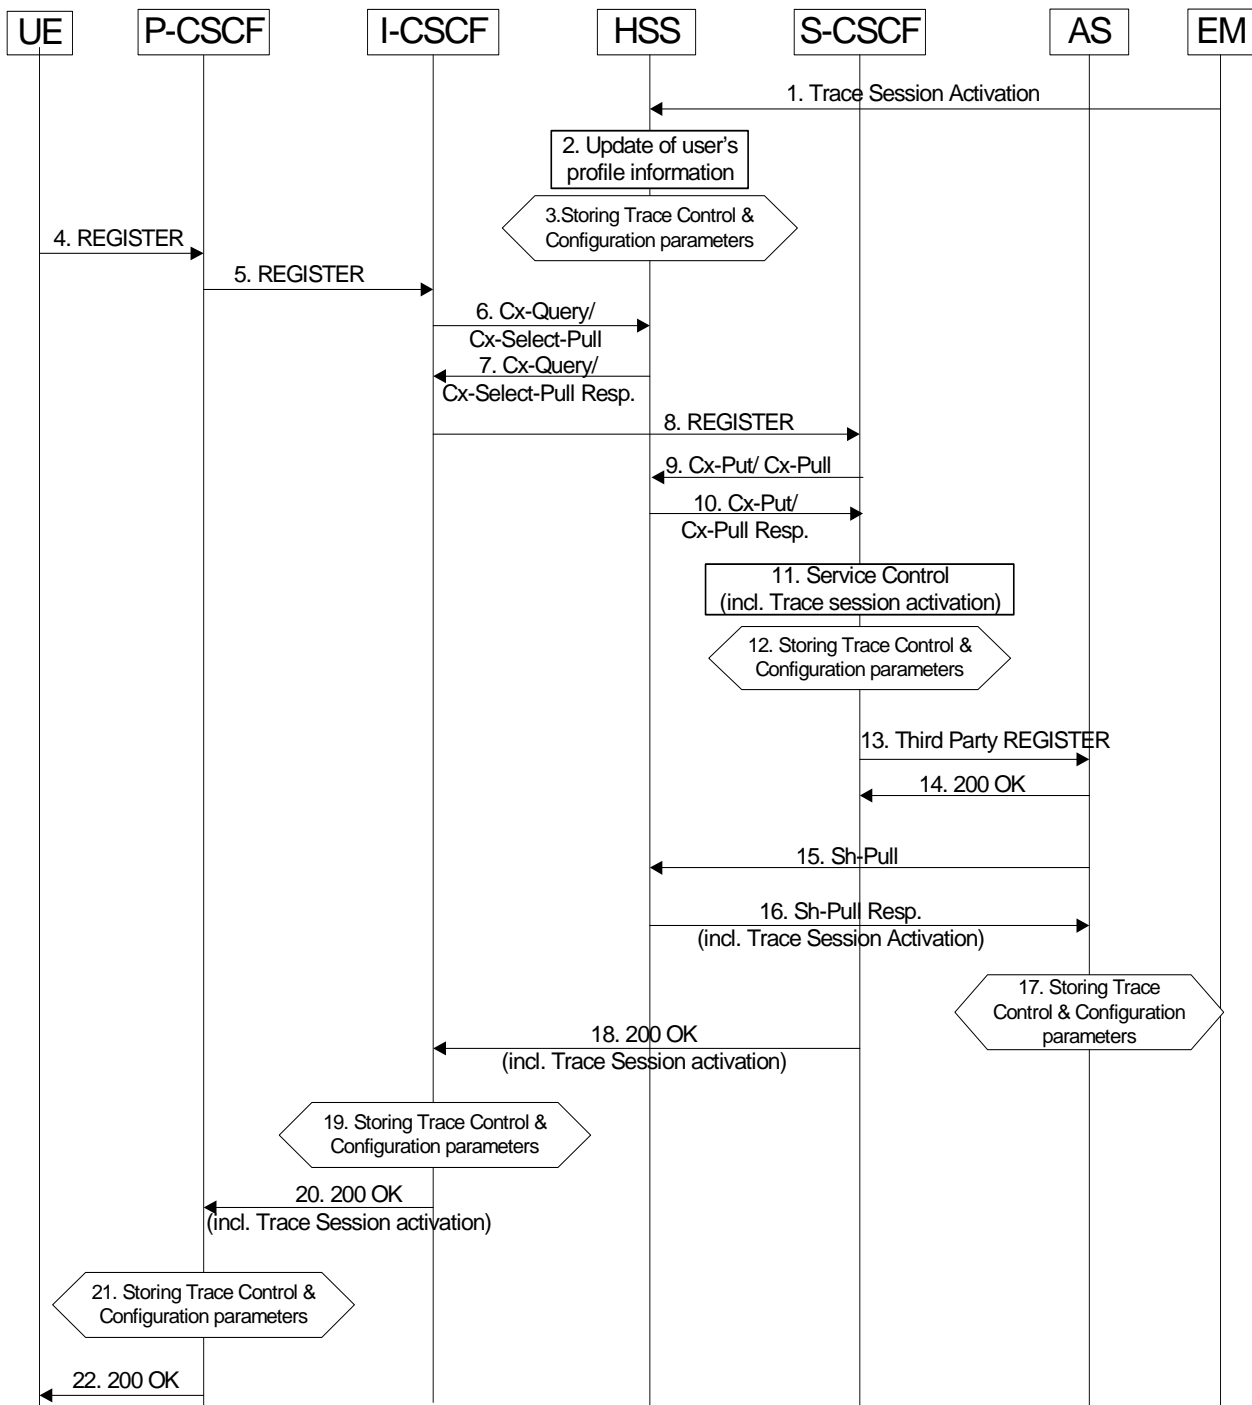 UE P-CSCF I-CSCF HSS S-CSCF AS EM
1. Trace Session Activation
2. Update of user’s
profile information
3.Storing Trace Control &
Configuration parameters
4. REGISTER
5. REGISTER
6. Cx-Query/
Cx-Select-Pull
7. Cx-Query/
Cx-Select-Pull Resp.
8. REGISTER
9. Cx-Put/ Cx-Pull
10. Cx-Put/
Cx-Pull Resp.
11. Service Control
(incl. Trace session activation)
12. Storing Trace Control &
Configuration parameters
13. Third Party REGISTER
14. 200 OK
15. Sh-Pull
16. Sh-Pull Resp.
(incl. Trace Session Activation)
17. Storing Trace
Control & Configuration
parameters
18. 200 OK
(incl. Trace Session activation)
19. Storing Trace Control &
Configuration parameters
20. 200 OK
(incl. Trace Session activation)
21. Storing Trace Control &
Configuration parameters
22. 200 OK